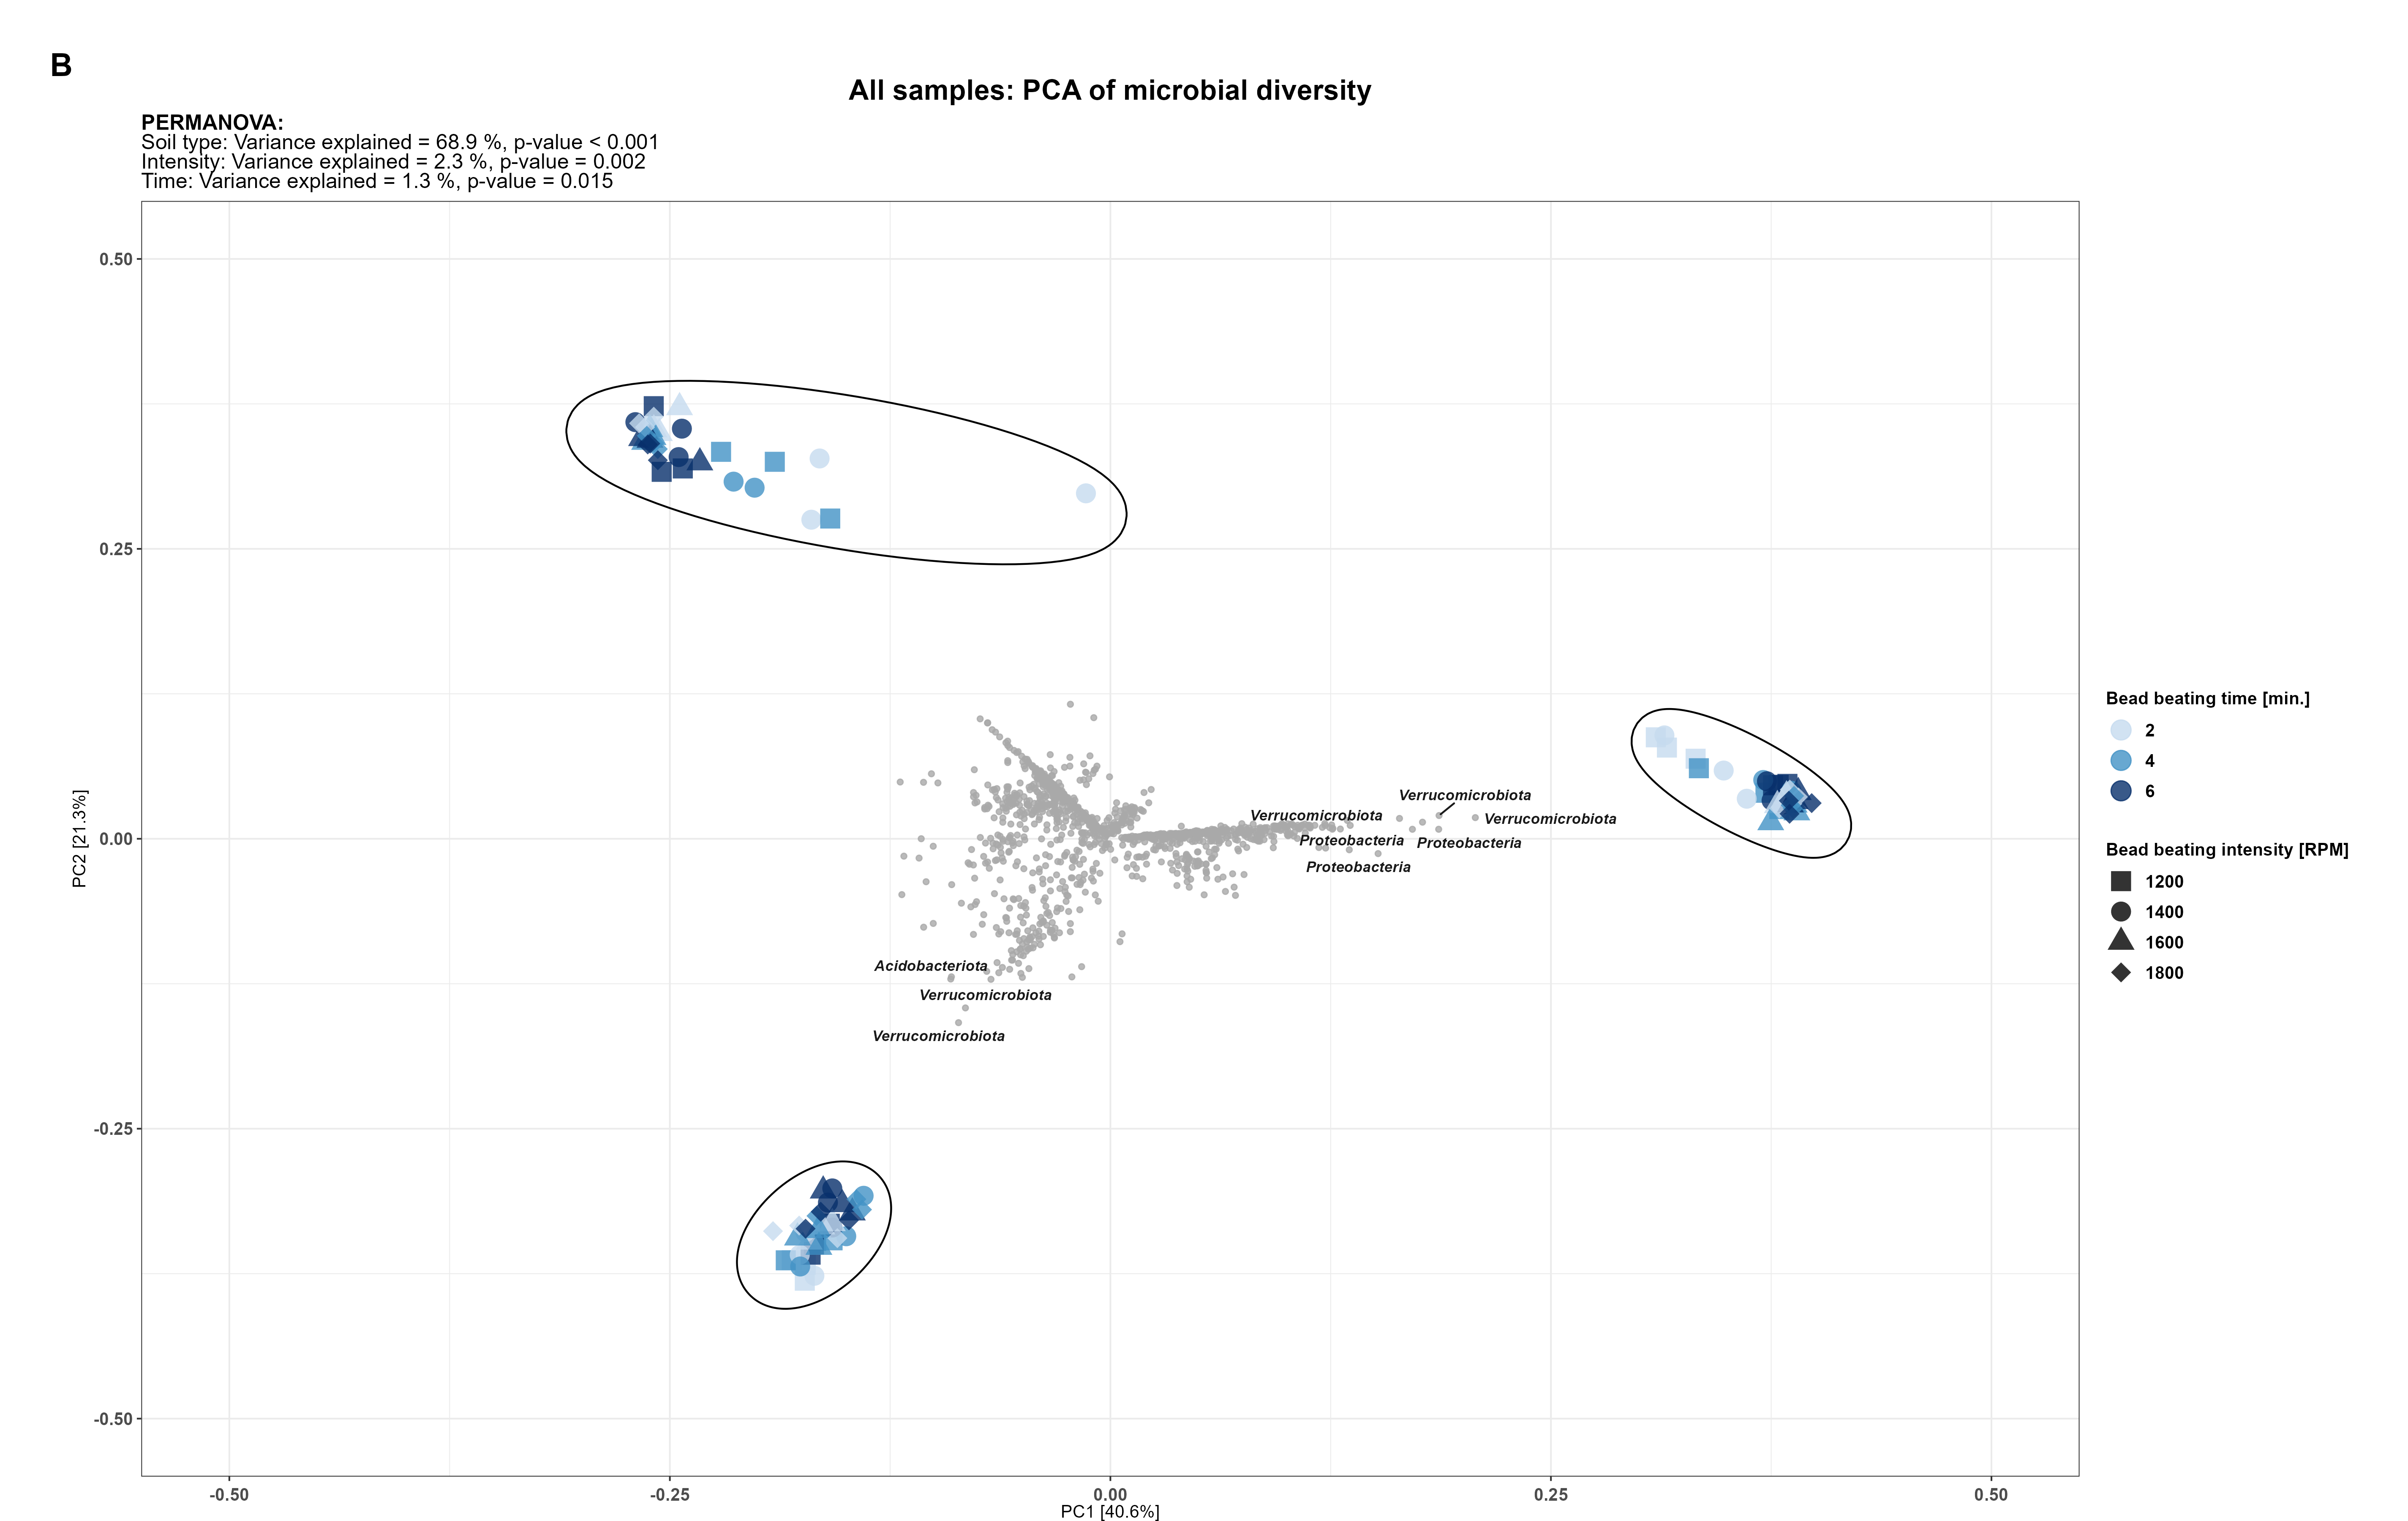 B
All samples: PCA of microbial diversity
PERMANOVA:
Soil type: Variance explained = 68.9 %, p-value < 0.001
Intensity: Variance explained = 2.3 %, p-value = 0.002
Time: Variance explained = 1.3 %, p-value = 0.015
0.50
0.25
0.00
-0.25
-0.50
PC2 [21.3%]
Verrucomicrobiota
Verrucomicrobiota
Verrucomicrobiota
Proteobacteria
Proteobacteria
Proteobacteria
Acidobacteriota
Verrucomicrobiota
Verrucomicrobiota
-0.50
-0.25
0.00
0.25
0.50
PC1 [40.6%]
Bead beating time [min.]
2
4
6
Bead beating intensity [RPM]
1200
1400
1600
1800